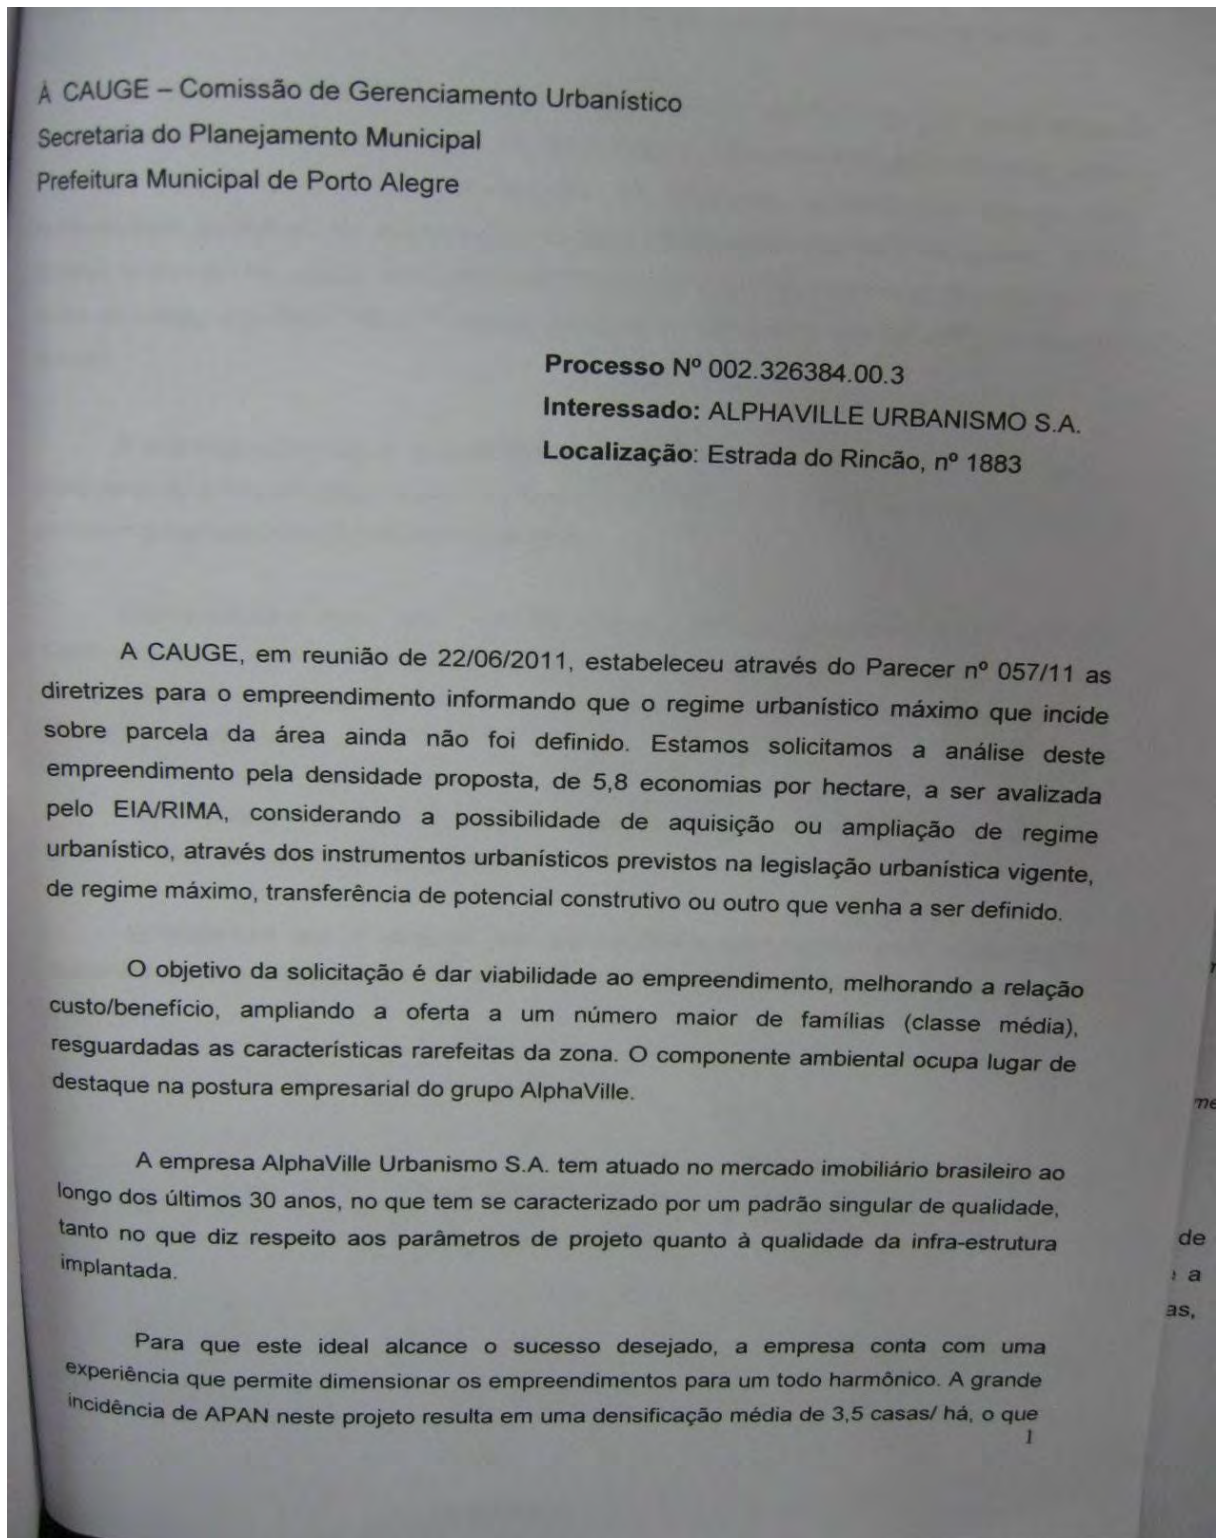 À CAUGE – Comissão de Gerenciamento Urbanístico
Secretaria do Planejamento Municipal
Prefeitura Municipal de Porto Alegre
Processo Nº 002.326384.00.3
Interessado: ALPHAVILLE URBANISMO S.A.
Localização: Estrada do Rincão, nº 1883
A CAUGE, em reunião de 22/06/2011, estabeleceu através do Parecer nº 057/11 as
diretrizes para o empreendimento informando que o regime urbanístico máximo que incide
sobre parcela da área ainda não foi definido. Estamos solicitamos a análise deste
empreendimento pela densidade proposta, de 5,8 economias por hectare, a ser avalizada
pelo EIA/RIMA, considerando a possibilidade de aquisição ou ampliação de regime
urbanístico, através dos instrumentos urbanísticos previstos na legislação urbanística vigente,
de regime máximo, transferência de potencial construtivo ou outro que venha a ser definido.
O objetivo da solicitação é dar viabilidade ao empreendimento, melhorando a relação
custo/benefício, ampliando a oferta a um número maior de famílias (classe média),
resguardadas as características rarefeitas da zona. O componente ambiental ocupa lugar de
destaque na postura empresarial do grupo AlphaVille.
A empresa AlphaVille Urbanismo S.A. tem atuado no mercado imobiliário brasileiro ao
longo dos últimos 30 anos, no que tem se caracterizado por um padrão singular de qualidade,
tanto no que diz respeito aos parâmetros de projeto quanto à qualidade da infra-estrutura
implantada.
Para que este ideal alcance o sucesso desejado, a empresa conta com uma
experiência que permite dimensionar os empreendimentos para um todo harmônico. A grande
incidência de APAN neste projeto resulta em uma densificação média de 3,5 casas/ há, o que
1
de
a
as,